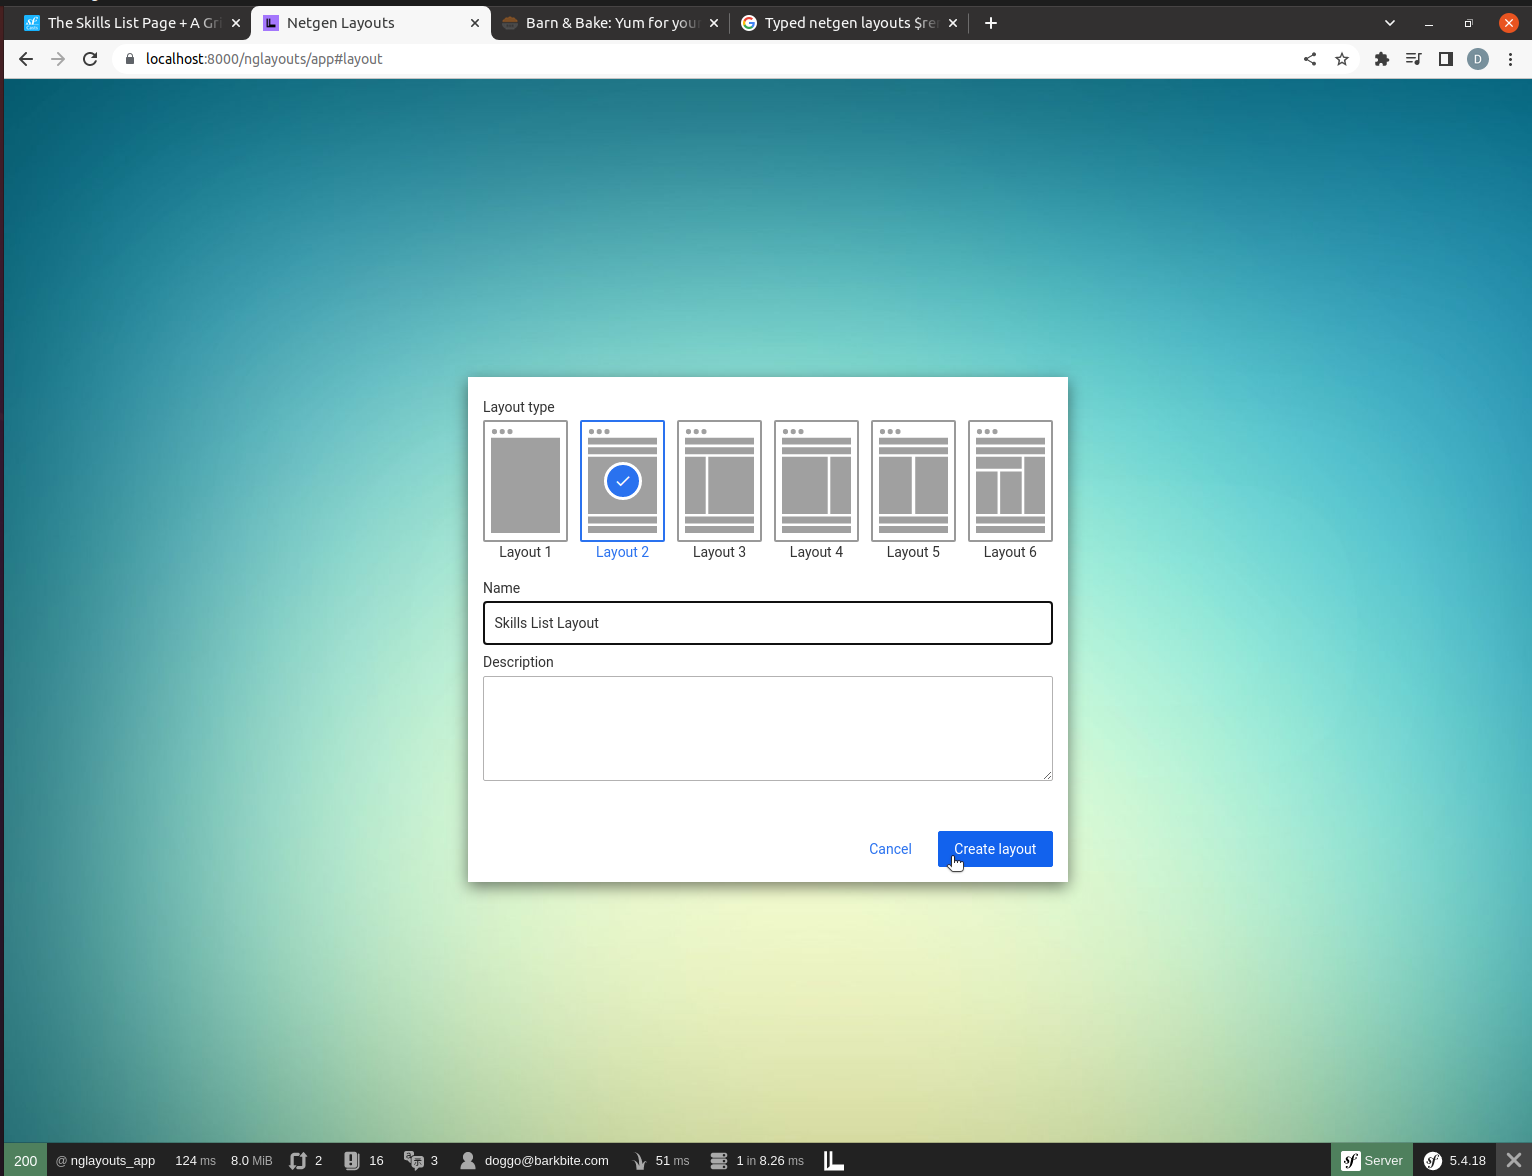 The Skills List Page + A Gri
Netgen Layouts
Barn & Bake: Yum for you
Typed netgen layouts $re
localhost:8000/nglayouts/app#layout
D
Layout type
Layout 1
Layout 2
Layout 3
Layout 4
Layout 5
Layout 6
Name
Skills List Layout
Description
Cancel
Create layout
200 @ nglayouts_app 124 ms 8.0 MiB 2 16 3 doggo@barkbite.com 51 ms 1 in 8.26 ms Server 5.4.18